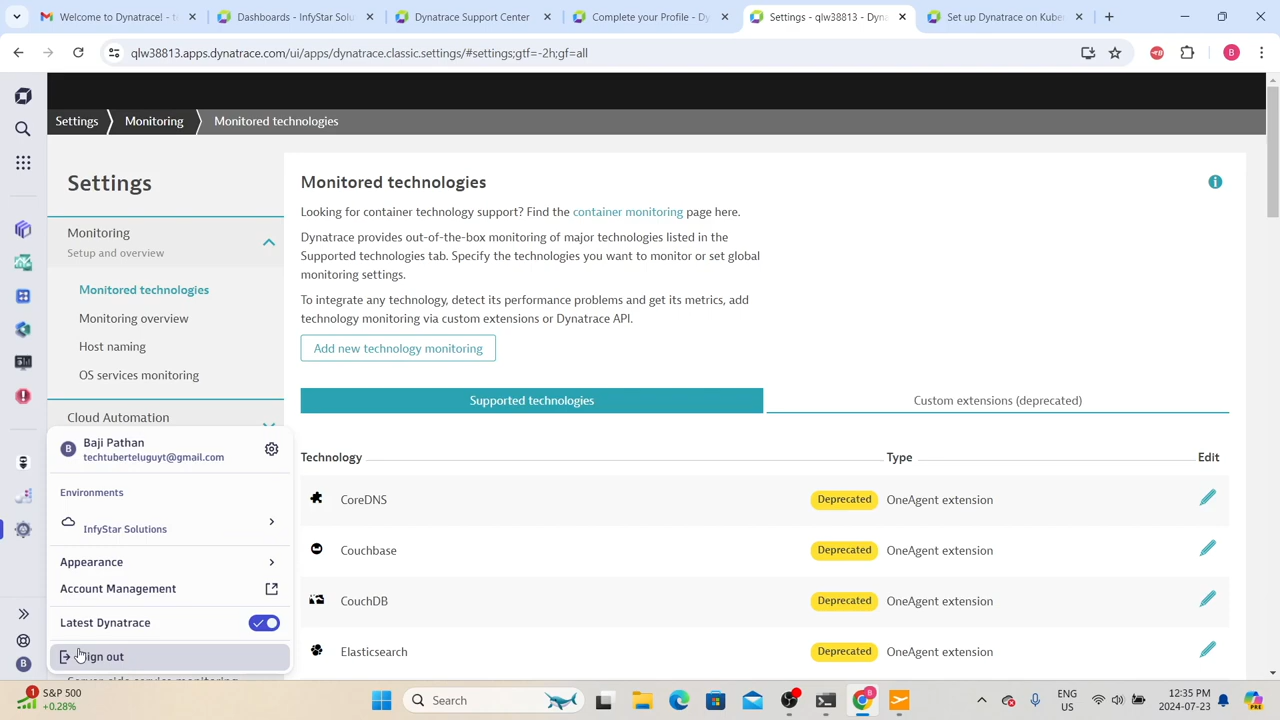 Welcome to Dynatrace! - t
Dashboards - InfyStar Solu
Dynatrace Support Center
Complete your Profile - Dy
Settings - qlw38813 - Dyna
Set up Dynatrace on Kube
qlw38813.apps.dynatrace.com/ui/apps/dynatrace.classic.settings/#settings;gtf=-2h;gf=all
B
Settings
Monitoring
Monitored technologies
Settings
Monitoring
Setup and overview
Monitored technologies
Monitoring overview
Host naming
OS services monitoring
Cloud Automation
B
Baji Pathan
techtuberteluguyt@gmail.com
Environments
InfyStar Solutions
Appearance
Account Management
Latest Dynatrace
Sign out
B
Monitored technologies
Looking for container technology support? Find the container monitoring page here.
Dynatrace provides out-of-the-box monitoring of major technologies listed in the
Supported technologies tab. Specify the technologies you want to monitor or set global
monitoring settings.
To integrate any technology, detect its performance problems and get its metrics, add
technology monitoring via custom extensions or Dynatrace API.
Add new technology monitoring
Supported technologies
Custom extensions (deprecated)
Technology
Type
Edit
CoreDNS
Deprecated
OneAgent extension
Couchbase
Deprecated
OneAgent extension
CouchDB
Deprecated
OneAgent extension
Elasticsearch
Deprecated
OneAgent extension
1
S&P 500
+0.28%
Search
ENG
US
12:35 PM
2024-07-23